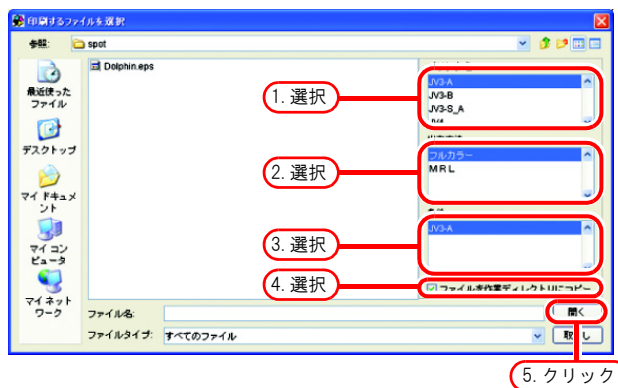 印刷するファイルを選択
参照:
spot
Dolphin.eps
最近使った
ファイル
デスクトップ
マイ ドキュメ
ント
マイ コン
ピュータ
マイ ネット
ワーク
1. 選択
JV3-A
JV3-B
JV3-S_A
JV4
2. 選択
フルカラー
MRL
3. 選択
JV3-A
4. 選択
ファイルを作業ディレクトリにコピー
ファイル名:
開く
ファイルタイプ:
すべてのファイル
取 し
5. クリック